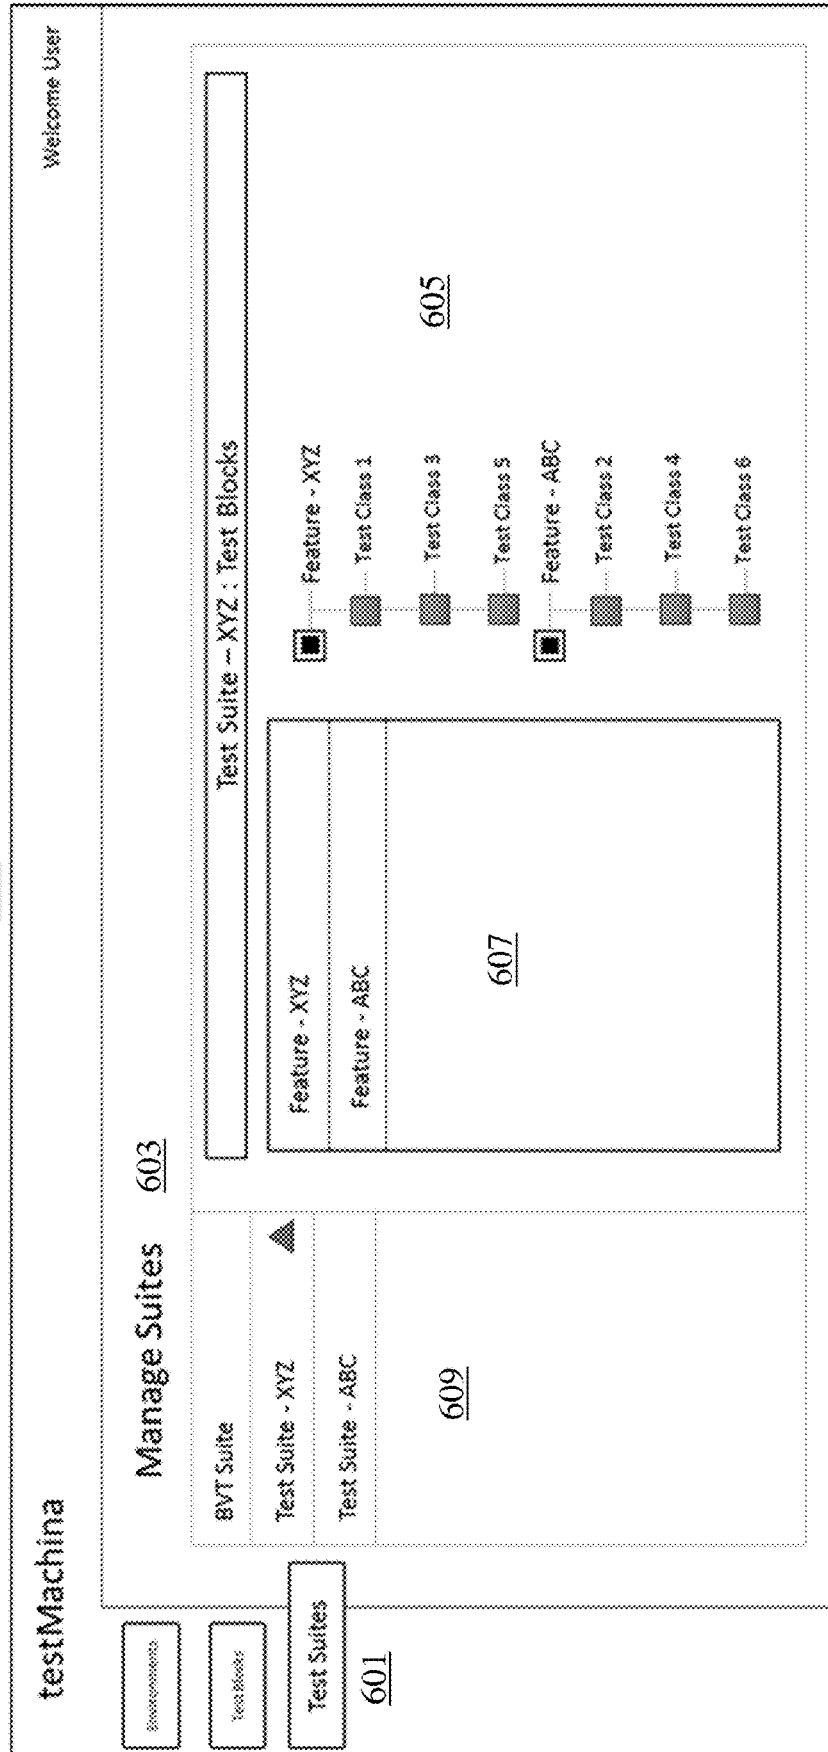 testMachina
Welcome User
Environments
Test Blocks
Test Suites
601
Manage Suites
603
BVT Suite
Test Suite - XYZ
Test Suite - ABC
609
Test Suite – XYZ : Test Blocks
Feature - XYZ
Feature - ABC
607
Feature - XYZ
Test Class 1
Test Class 3
Test Class 5
Feature - ABC
Test Class 2
Test Class 4
Test Class 6
605